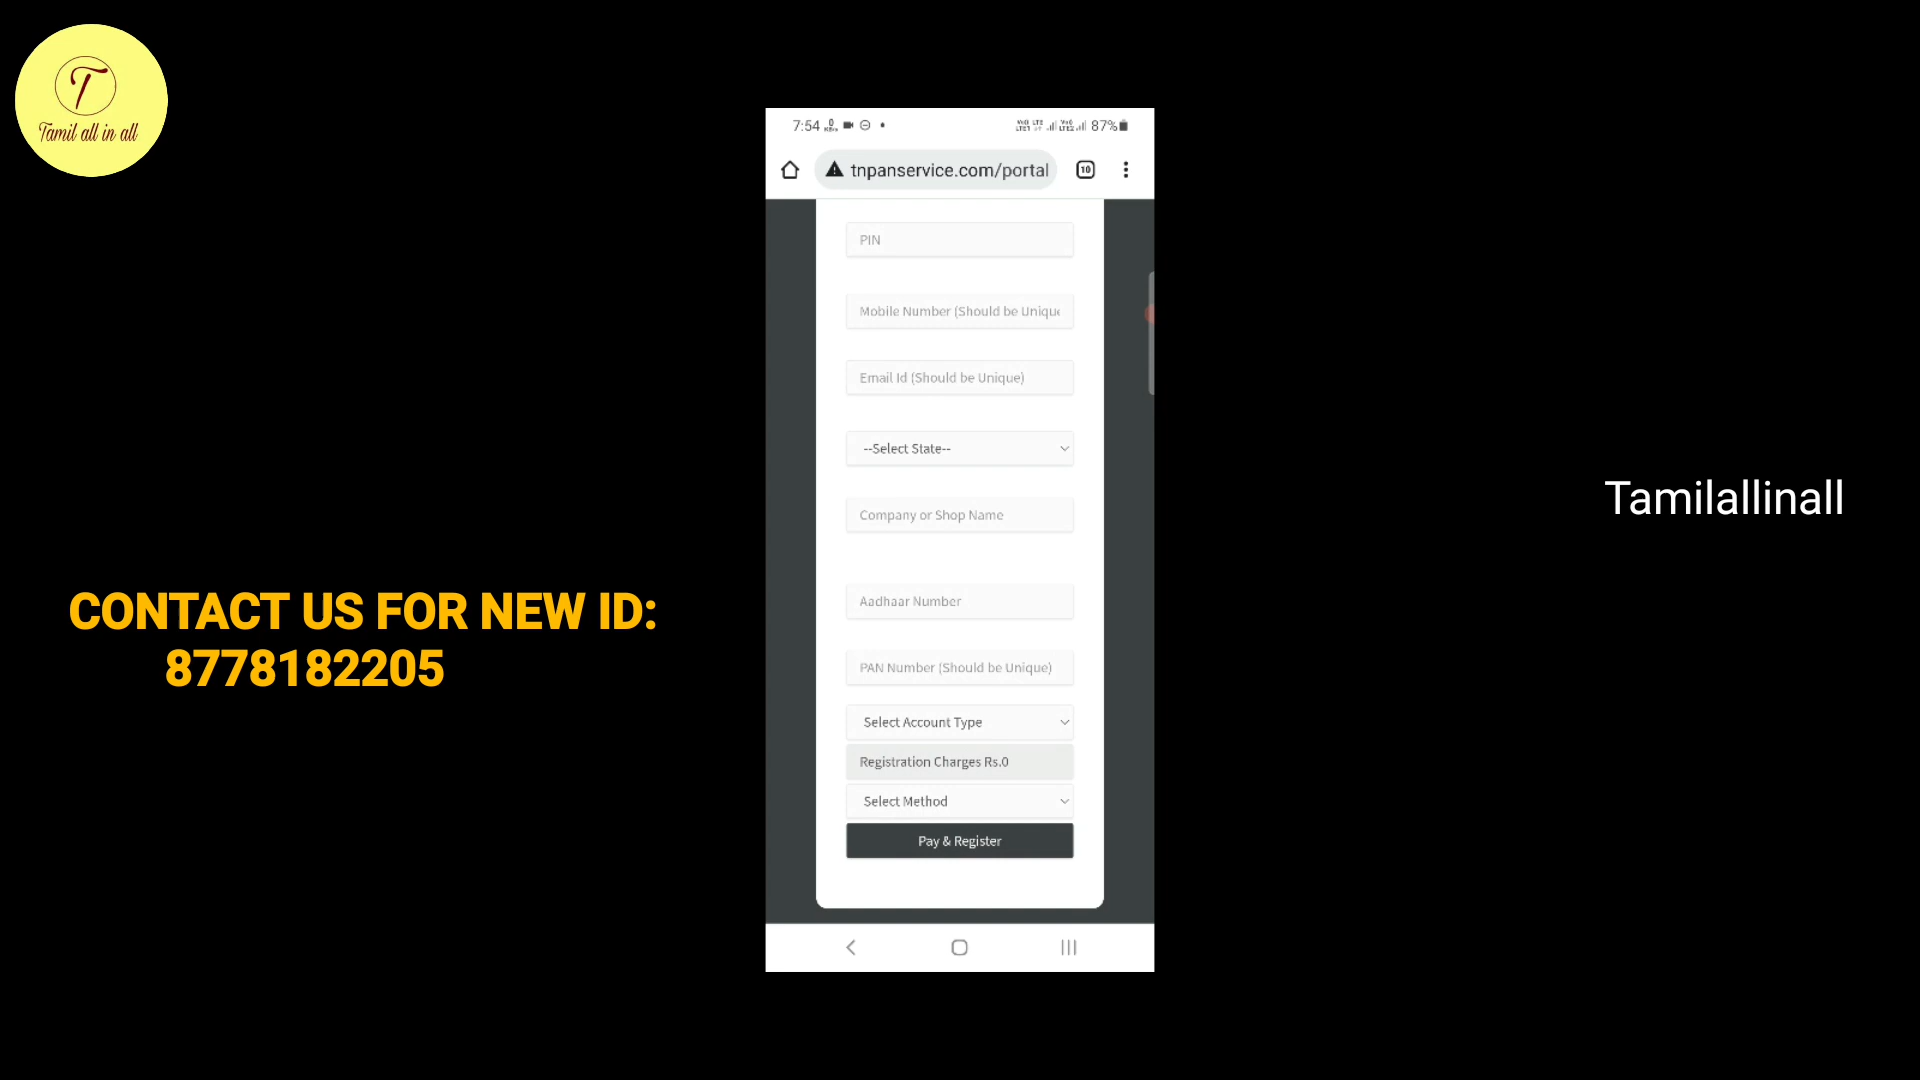 T
Tamil all in all
7:54
87%
tnpanservice.com/portal
10
PIN
Mobile Number (Should be Unique
Email Id (Should be Unique)
--Select State--
Company or Shop Name
Tamilallinall
CONTACT US FOR NEW ID:
8778182205
Aadhaar Number
PAN Number (Should be Unique)
Select Account Type
Registration Charges Rs.0
Select Method
Pay & Register